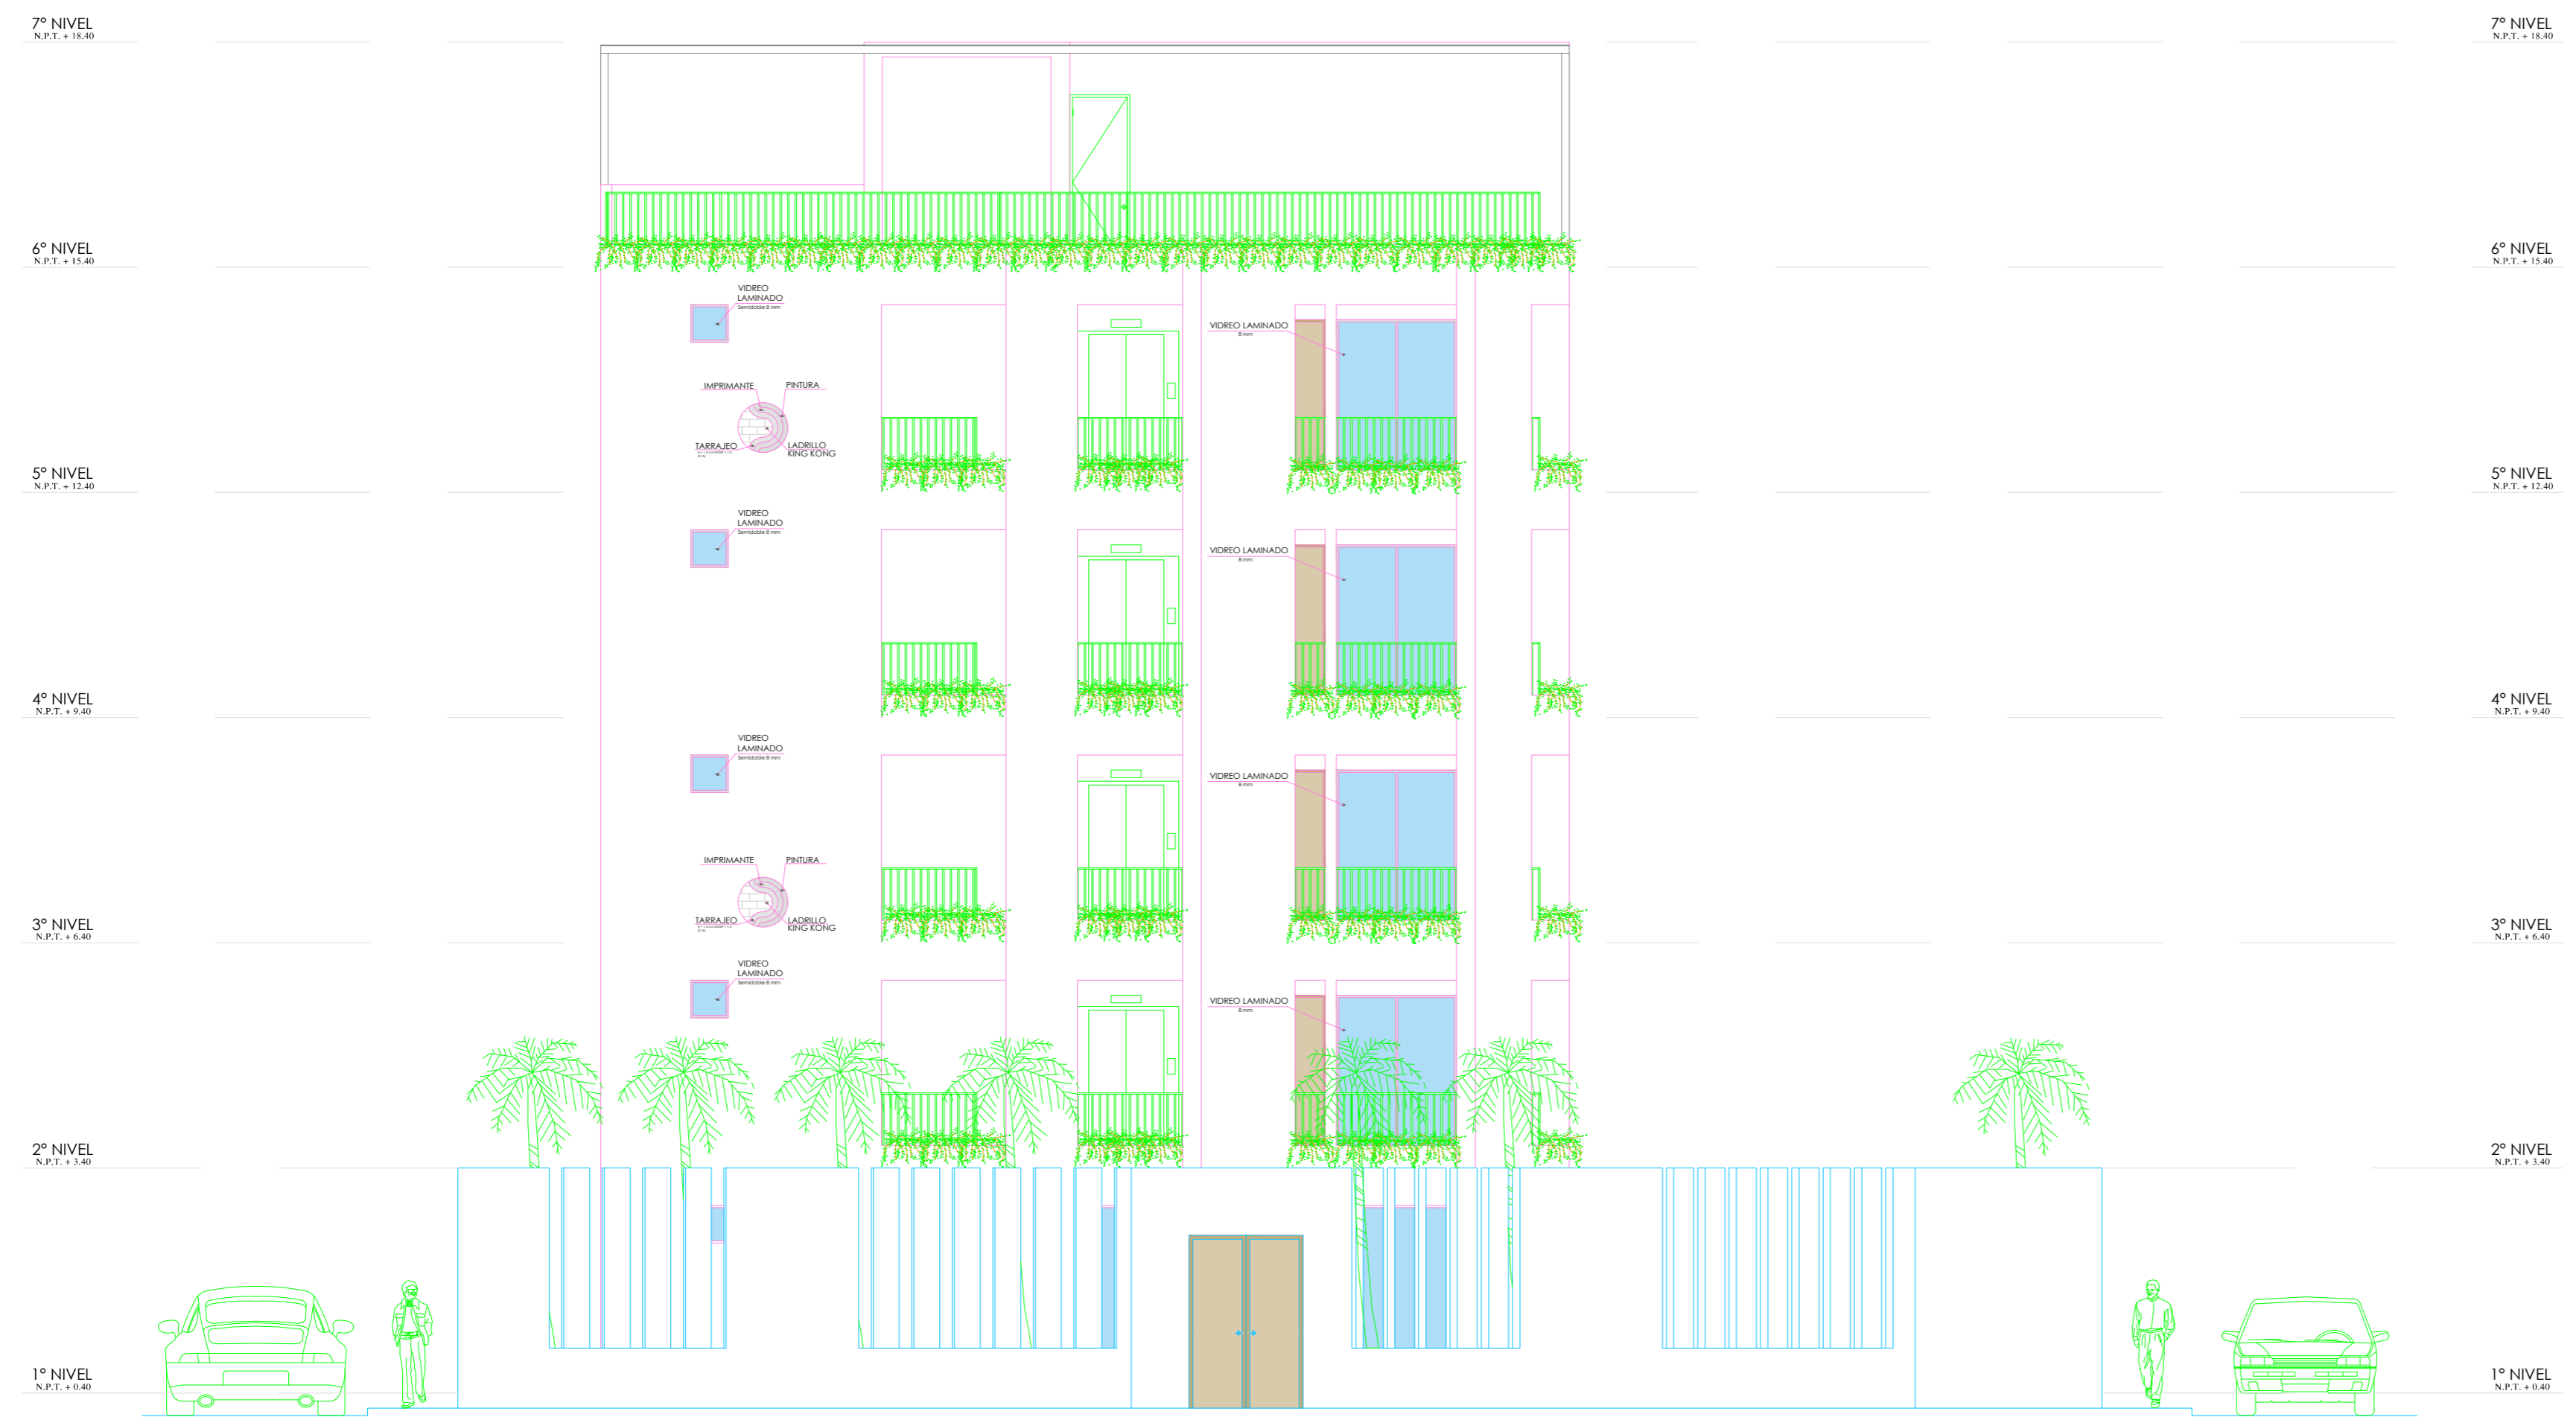 7° NIVEL
N.P.T. + 18.40
7° NIVEL
N.P.T. + 18.40
6° NIVEL
N.P.T. + 15.40
6° NIVEL
N.P.T. + 15.40
VIDREO
LAMINADO
Semidoble 8 mm
VIDREO LAMINADO
8 mm
IMPRIMANTE
PINTURA
TARRAJEO
LADRILLO
KING KONG
5° NIVEL
N.P.T. + 12.40
5° NIVEL
N.P.T. + 12.40
VIDREO
LAMINADO
Semidoble 8 mm
VIDREO LAMINADO
8 mm
4° NIVEL
N.P.T. + 9.40
4° NIVEL
N.P.T. + 9.40
VIDREO
LAMINADO
Semidoble 8 mm
VIDREO LAMINADO
8 mm
IMPRIMANTE
PINTURA
TARRAJEO
LADRILLO
KING KONG
3° NIVEL
N.P.T. + 6.40
3° NIVEL
N.P.T. + 6.40
VIDREO
LAMINADO
Semidoble 8 mm
VIDREO LAMINADO
8 mm
2° NIVEL
N.P.T. + 3.40
2° NIVEL
N.P.T. + 3.40
1° NIVEL
N.P.T. + 0.40
1° NIVEL
N.P.T. + 0.40